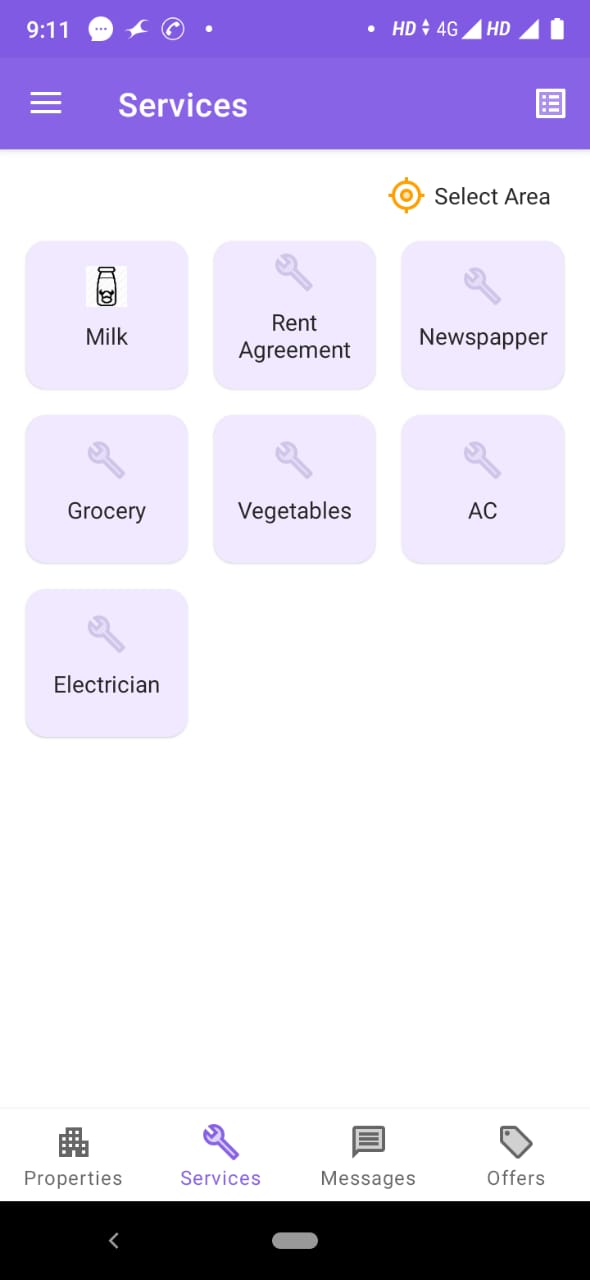 9:11
HD 4G HD
Services
Select Area
Milk
Rent
Agreement
Newspapper
Grocery
Vegetables
AC
Electrician
Properties
Services
Messages
Offers